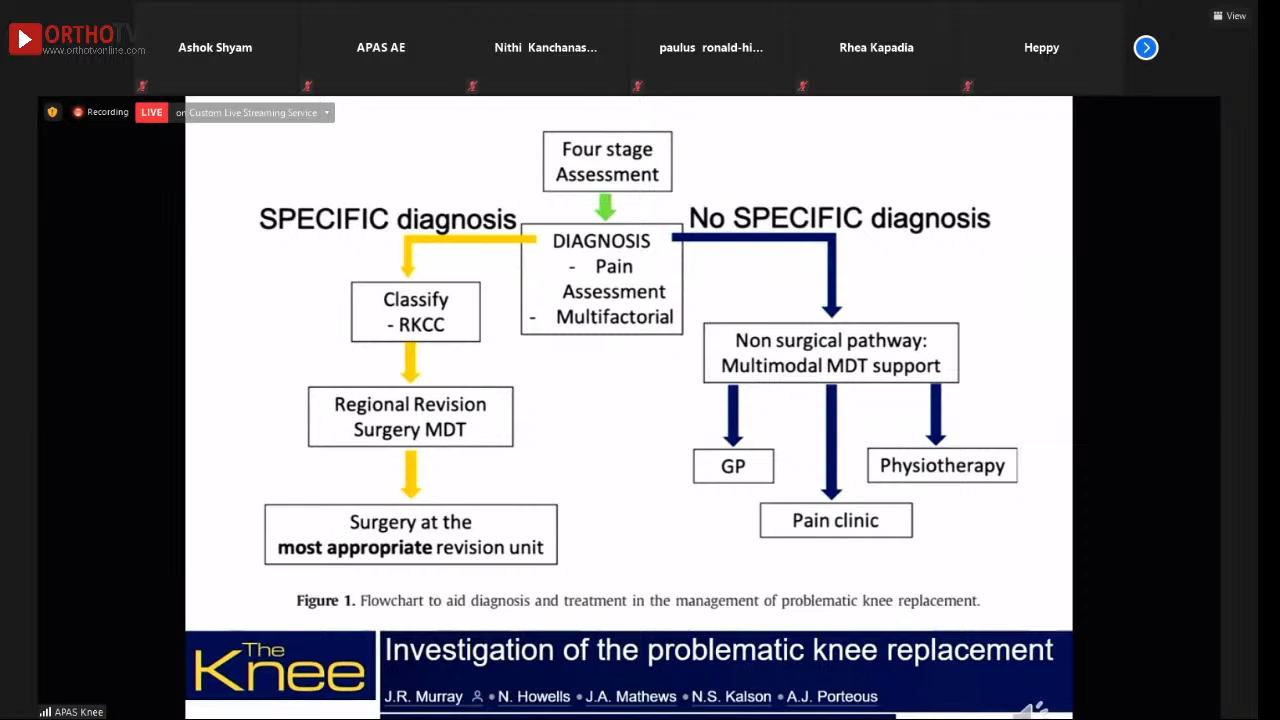 ORTHOTV
www.orthotvonline.com
Ashok Shyam
APAS AE
Nithi Kanchanas...
paulus ronald-hi...
Rhea Kapadia
Heppy
View
Recording
LIVE
on Custom Live Streaming Service
Four stage
Assessment
SPECIFIC diagnosis
No SPECIFIC diagnosis
DIAGNOSIS
- Pain
Assessment
- Multifactorial
Classify
- RKCC
Regional Revision
Surgery MDT
Surgery at the
most appropriate revision unit
Non surgical pathway:
Multimodal MDT support
GP
Physiotherapy
Pain clinic
Figure 1. Flowchart to aid diagnosis and treatment in the management of problematic knee replacement.
The
Knee
Investigation of the problematic knee replacement
J.R. Murray • N. Howells • J.A. Mathews • N.S. Kalson • A.J. Porteous
APAS Knee